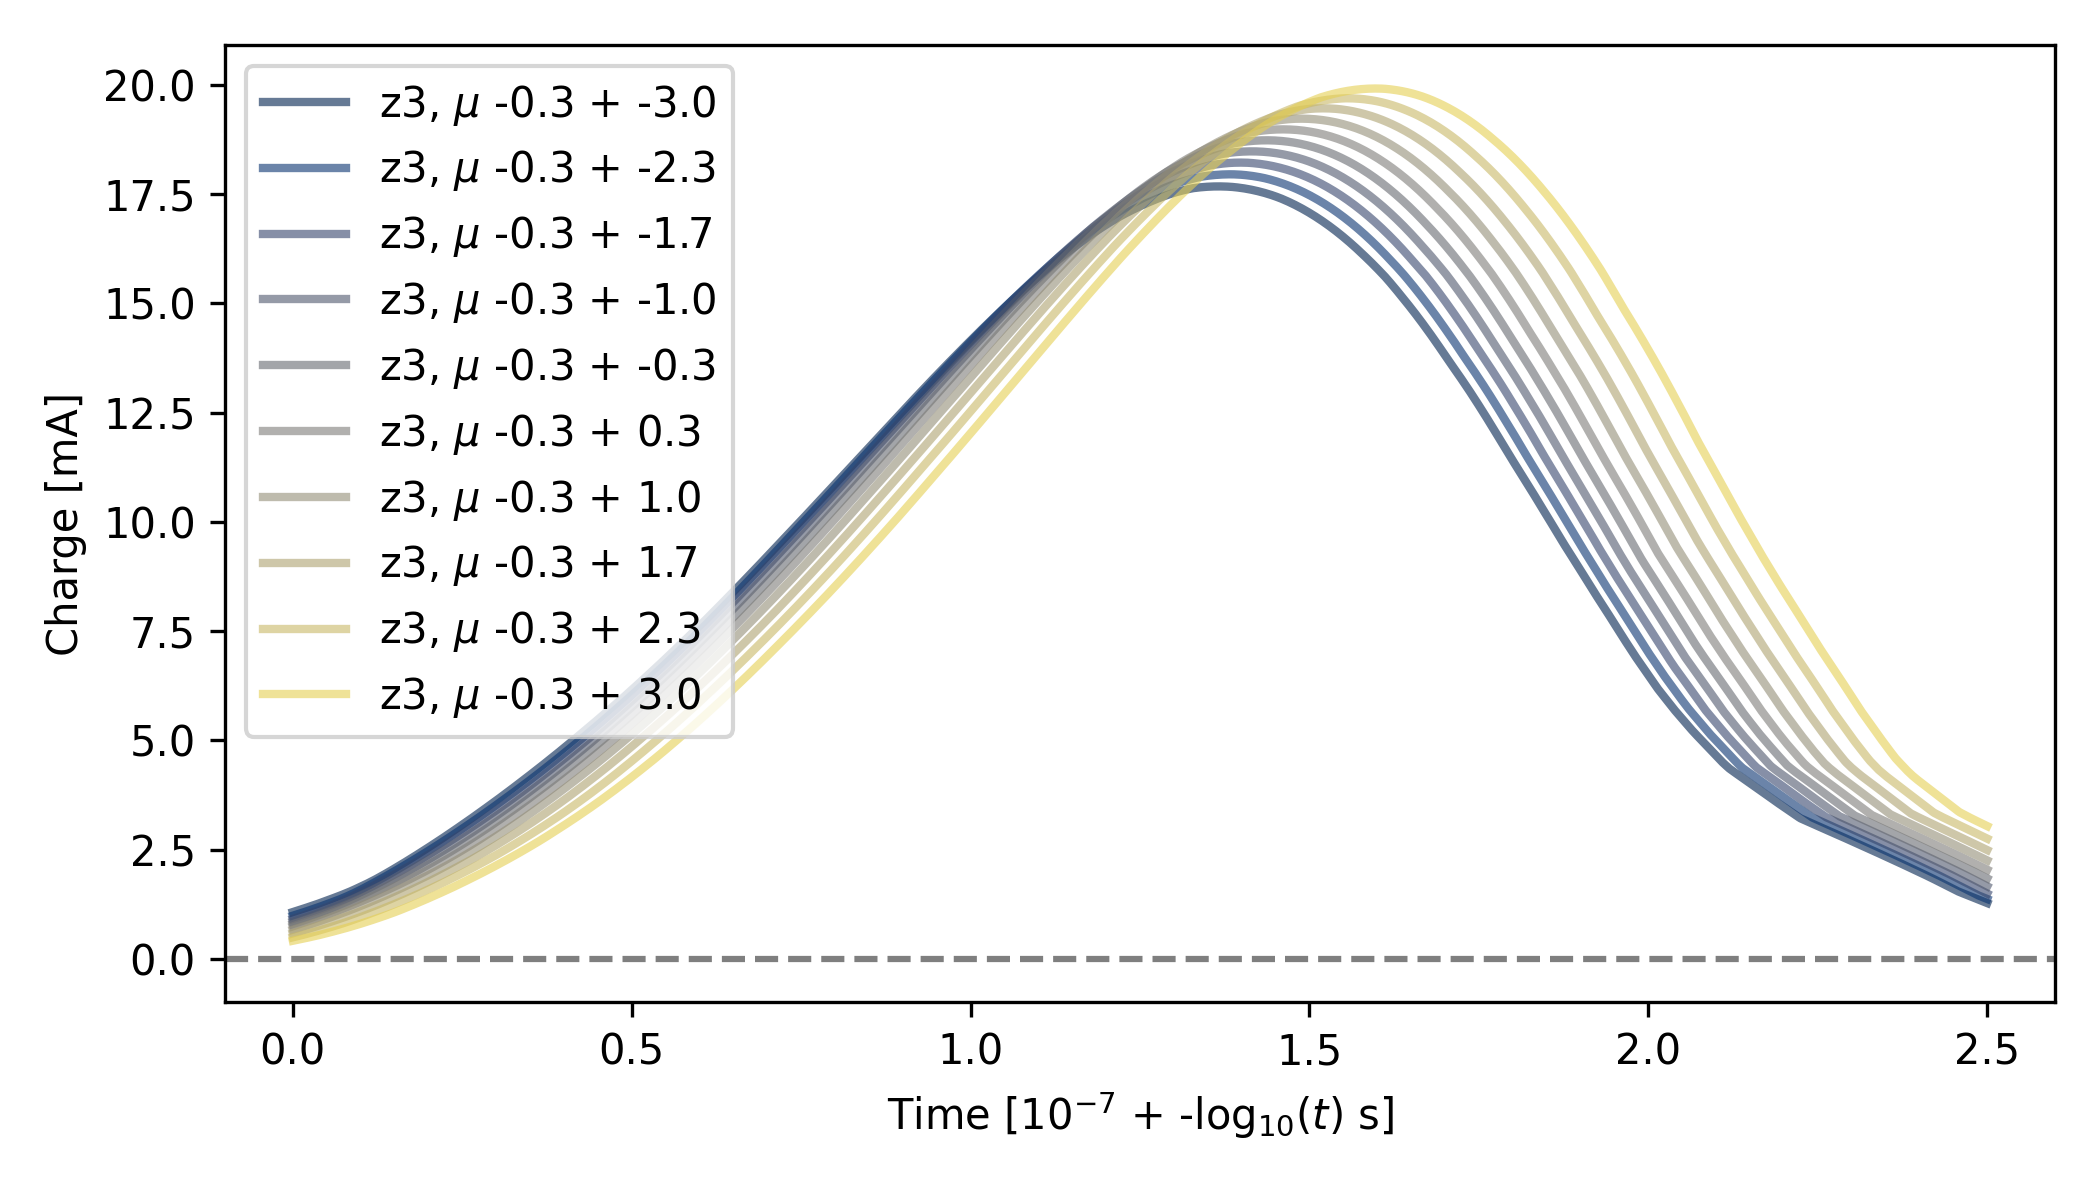 20.0
17.5
15.0
12.5
10.0
7.5
5.0
2.5
0.0
Charge [mA]
z3, μ -0.3 + -3.0
z3, μ -0.3 + -2.3
z3, μ -0.3 + -1.7
z3, μ -0.3 + -1.0
z3, μ -0.3 + -0.3
z3, μ -0.3 + 0.3
z3, μ -0.3 + 1.0
z3, μ -0.3 + 1.7
z3, μ -0.3 + 2.3
z3, μ -0.3 + 3.0
0.0 0.5 1.0 1.5 2.0 2.5
Time [10⁻⁷ + -log₁₀(t) s]